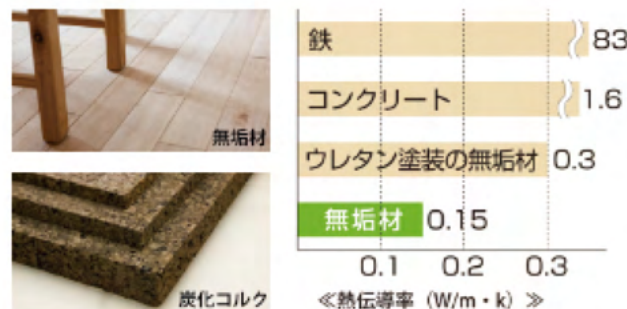 無垢材
炭化コルク
鉄 83
コンクリート 1.6
ウレタン塗装の無垢材 0.3
無垢材 0.15
0.1 0.2 0.3
≪熱伝導率（W/m・k）≫